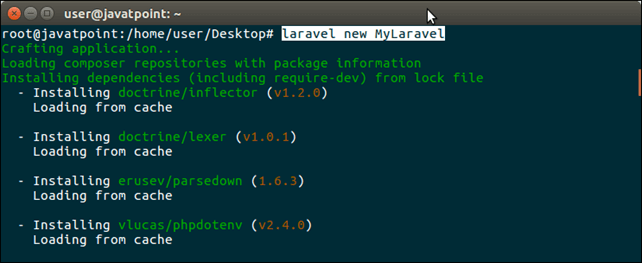 user@javatpoint: ~
root@javatpoint:/home/user/Desktop# laravel new MyLaravel
Crafting application...
Loading composer repositories with package information
Installing dependencies (including require-dev) from lock file
- Installing doctrine/inflector (v1.2.0)
Loading from cache
- Installing doctrine/lexer (v1.0.1)
Loading from cache
- Installing erusev/parsedown (1.6.3)
Loading from cache
- Installing vlucas/phpdotenv (v2.4.0)
Loading from cache